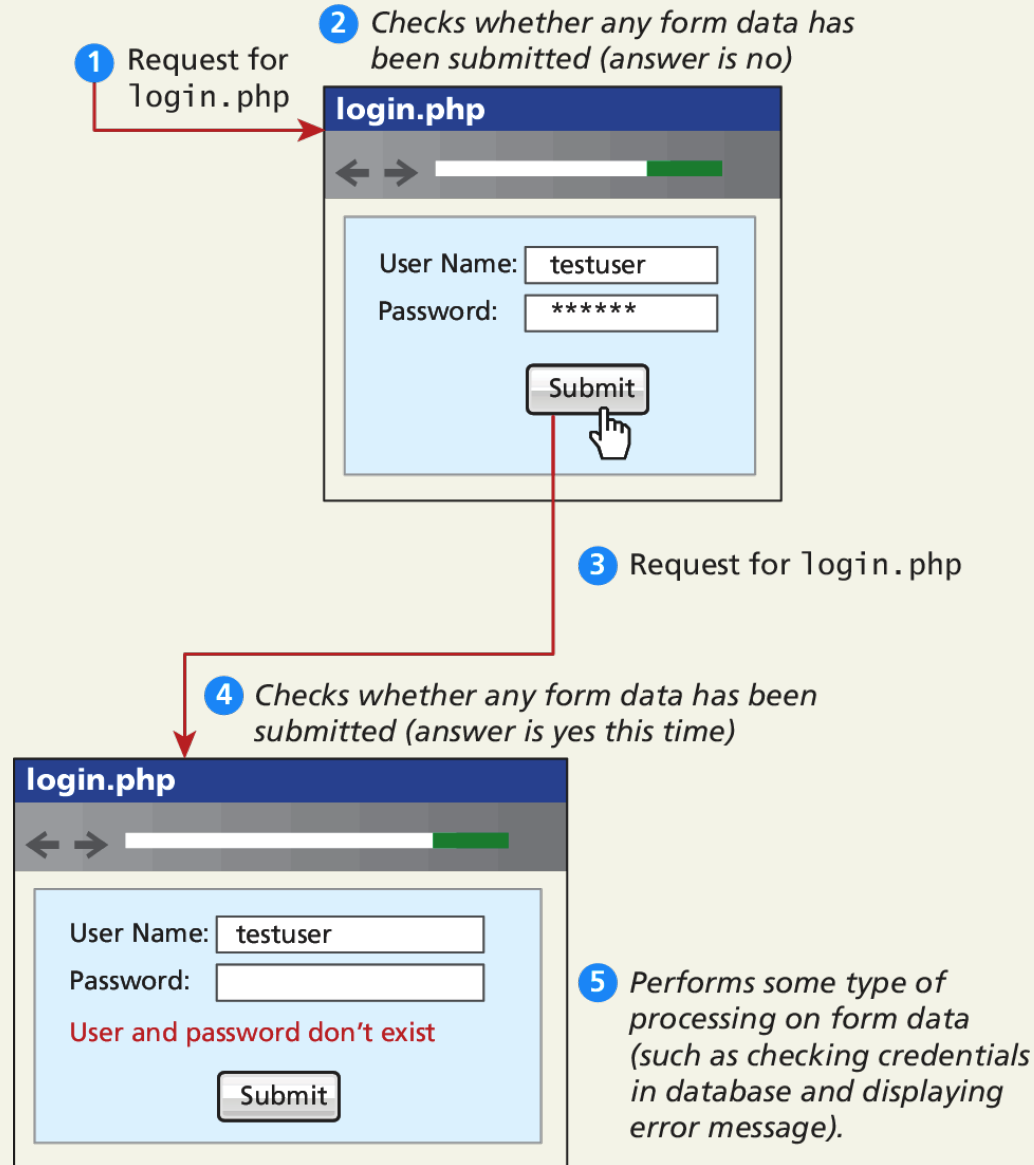 2 Checks whether any form data has
been submitted (answer is no)
1 Request for
login.php
login.php
User Name: testuser
Password: ******
Submit
3 Request for login.php
4 Checks whether any form data has been
submitted (answer is yes this time)
login.php
User Name: testuser
Password:
User and password don’t exist
Submit
5 Performs some type of
processing on form data
(such as checking credentials
in database and displaying
error message).